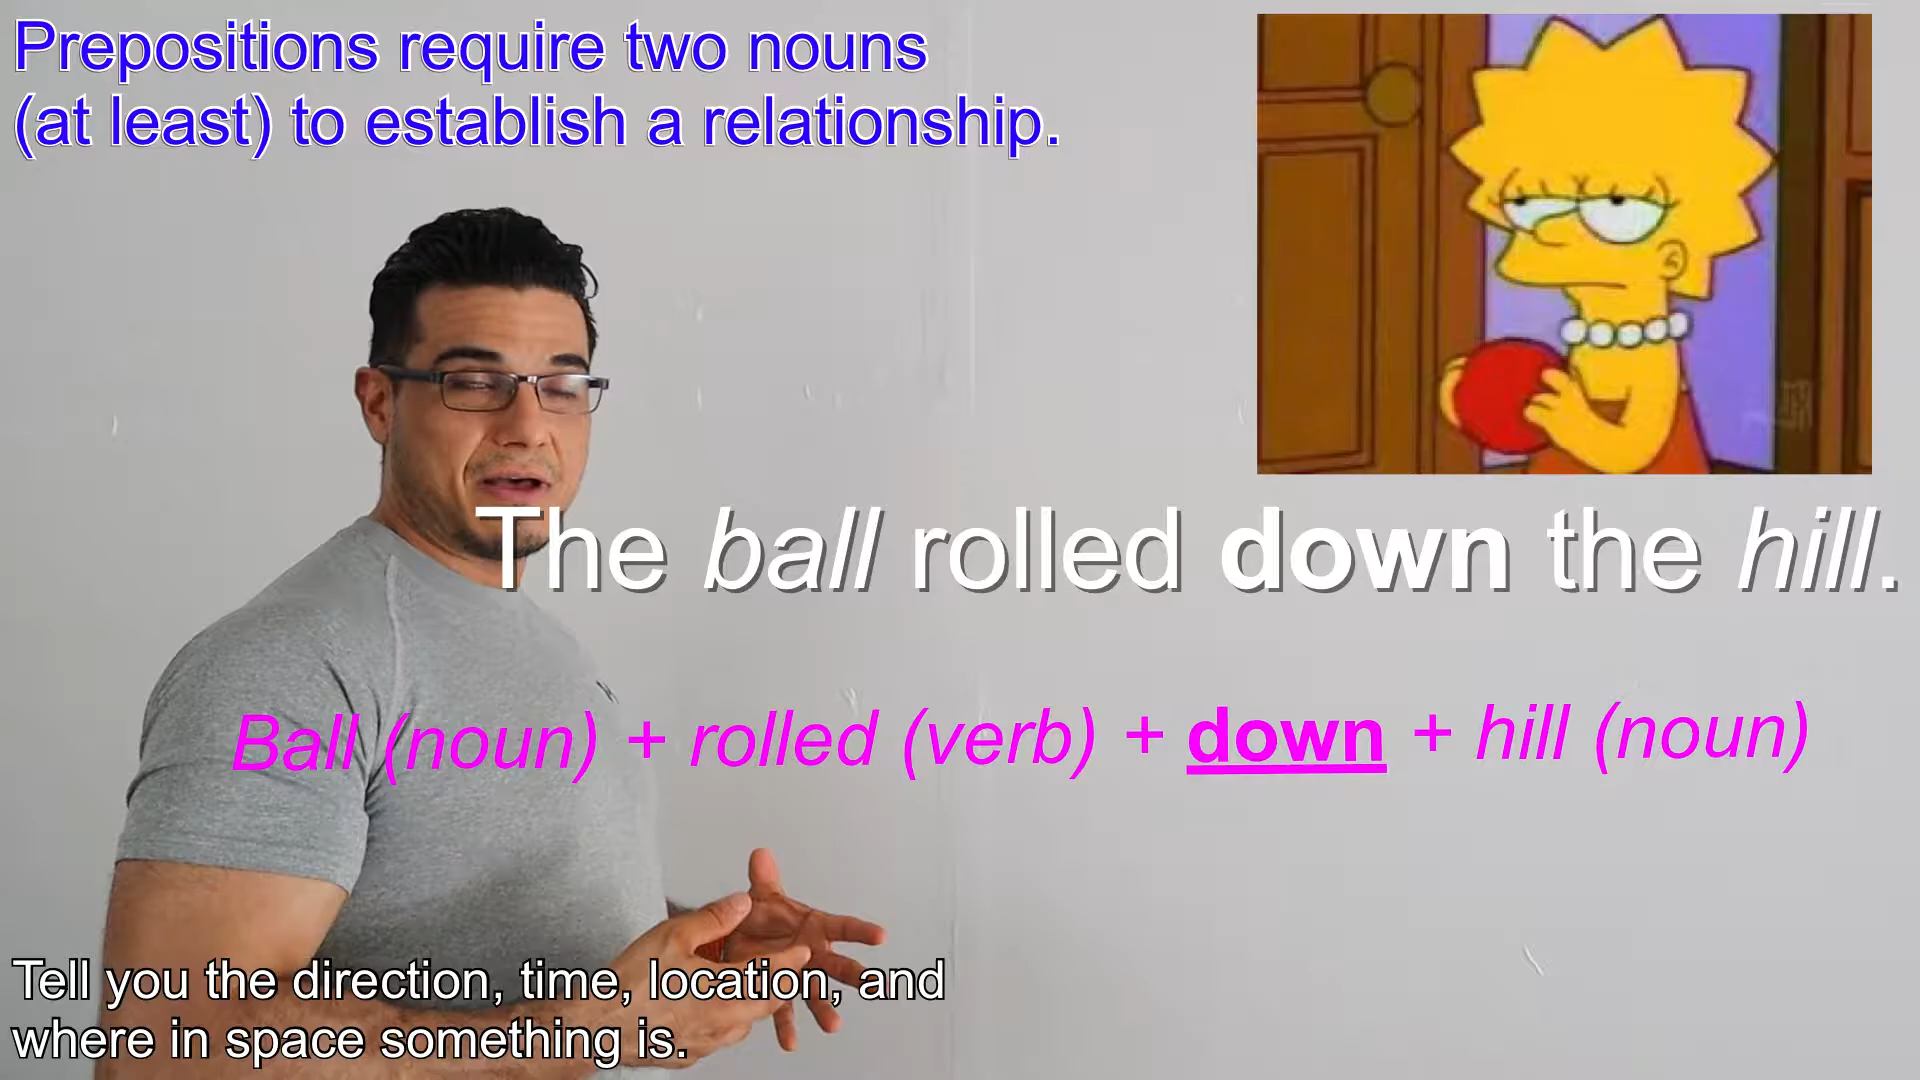 Prepositions require two nouns
(at least) to establish a relationship.
The ball rolled down the hill.
Ball (noun) + rolled (verb) + down + hill (noun)
Tell you the direction, time, location, and
where in space something is.